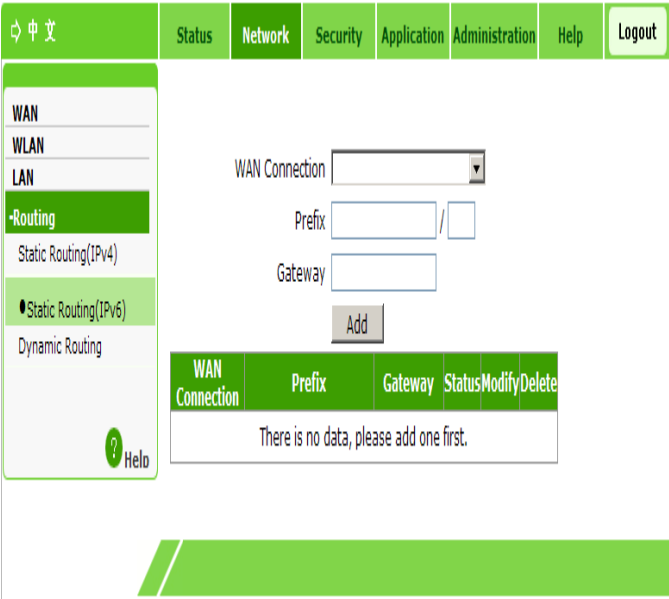 中文
Status Network Security Application Administration Help Logout
WAN
WLAN
LAN
-Routing
Static Routing(IPv4)
Static Routing(IPv6)
Dynamic Routing
Help
WAN Connection
Prefix /
Gateway
Add
WAN Connection Prefix Gateway Status Modify Delete
There is no data, please add one first.